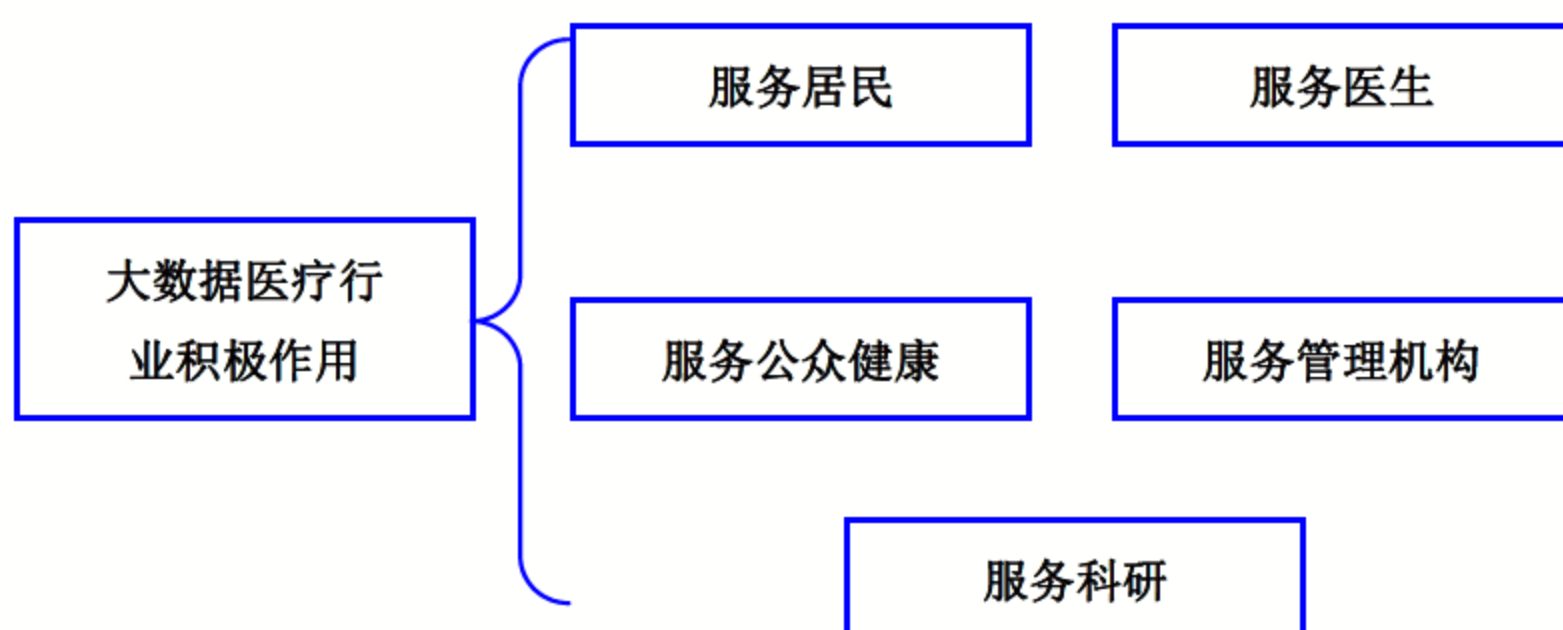 服务居民
服务医生
大数据医疗行
业积极作用
服务公众健康
服务管理机构
服务科研